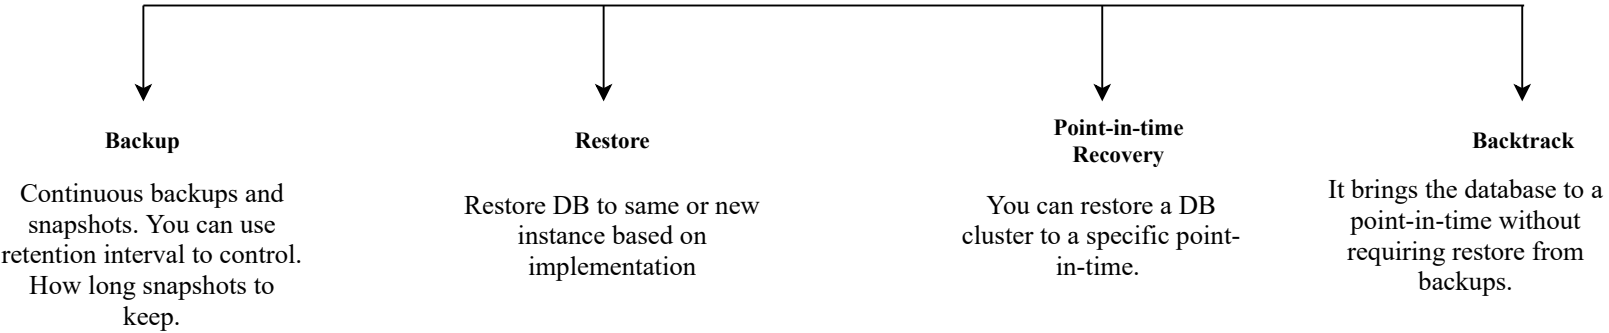 Backup
Continuous backups and
snapshots. You can use
retention interval to control.
How long snapshots to
keep.
Restore
Restore DB to same or new
instance based on
implementation
Point-in-time
Recovery
You can restore a DB
cluster to a specific point-
in-time.
Backtrack
It brings the database to a
point-in-time without
requiring restore from
backups.